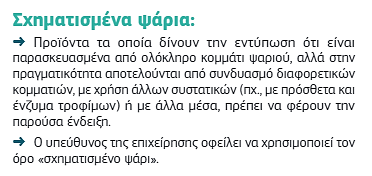 Σχηματισμένα ψάρια:
→ Προϊόντα τα οποία δίνουν την εντύπωση ότι είναι
παρασκευασμένα από ολόκληρο κομμάτι ψαριού, αλλά στην
πραγματικότητα αποτελούνται από συνδυασμό διαφορετικών
κομματιών, με χρήση άλλων συστατικών (πχ., με πρόσθετα και
ένζυμα τροφίμων) ή με άλλα μέσα, πρέπει να φέρουν την
παρούσα ένδειξη.
→ Ο υπεύθυνος της επιχείρησης οφείλει να χρησιμοποιεί τον
όρο «σχηματισμένο ψάρι».